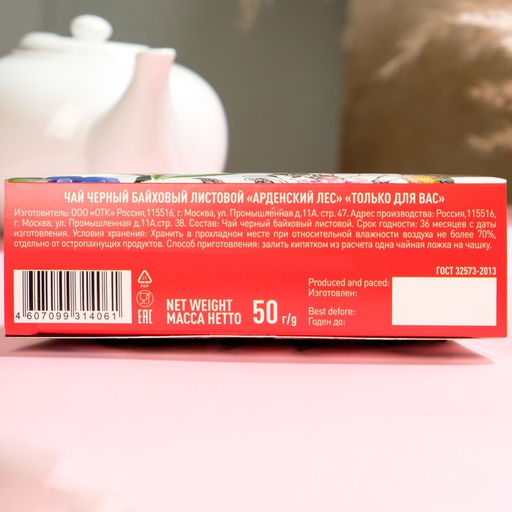 ЧАЙ ЧЕРНЫЙ БАЙХОВЫЙ ЛИСТОВОЙ «АРДЕНСКИЙ ЛЕС» «ТОЛЬКО ДЛЯ ВАС»
Изготовитель: ООО «ОТК» Россия,115516, г. Москва, ул. Промышленная д.11А. стр. 47. Адрес производства: Россия,115516,
г. Москва, ул. Промышленная д.11А.стр. 38. Состав: Чай черный байховый листовой. Срок годности: 36 месяцев с даты
изготовления. Условия хранения: Хранить в прохладном месте при относительной влажности воздуха не более 70%,
отдельно от остропахнущих продуктов. Способ приготовления: залить кипятком из расчета одна чайная ложка на чашку.
ГОСТ 32573-2013
Produced and paced:
Изготовлен:
Best defore:
Годен до:
NET WEIGHT
МАССА НЕТТО
50 г/g
4 607099 314061
EAC